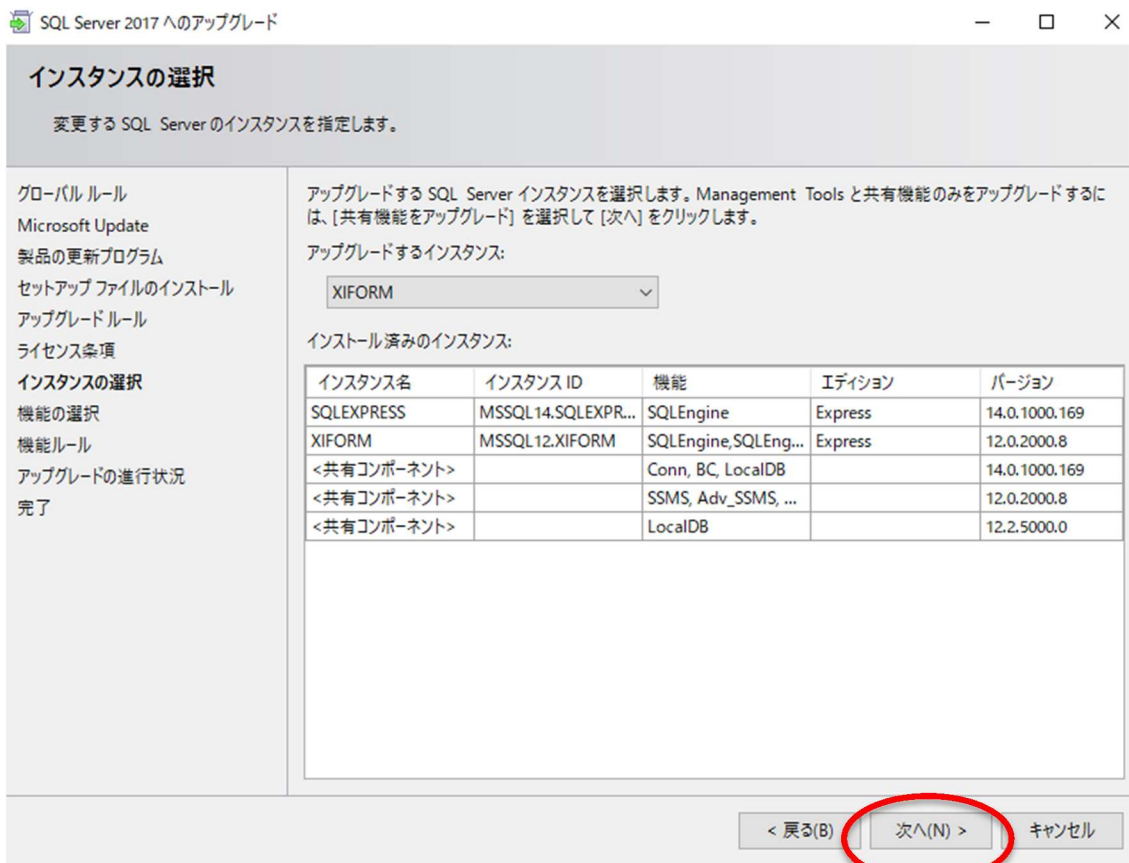 SQL Server 2017 へのアップグレード
インスタンスの選択
変更する SQL Server のインスタンスを指定します。
グローバル ルール
Microsoft Update
製品の更新プログラム
セットアップ ファイルのインストール
アップグレード ルール
ライセンス条項
インスタンスの選択
機能の選択
機能ルール
アップグレードの進行状況
完了
アップグレードする SQL Server インスタンスを選択します。Management Tools と共有機能のみをアップグレードするに
は、[共有機能をアップグレード] を選択して [次へ] をクリックします。
アップグレードするインスタンス:
XIFORM
インストール済みのインスタンス:
インスタンス名 インスタンス ID 機能 エディション バージョン
SQLEXPRESS MSSQL14.SQLEXPR... SQLEngine Express 14.0.1000.169
XIFORM MSSQL12.XIFORM SQLEngine,SQLEng... Express 12.0.2000.8
<共有コンポーネント> Conn, BC, LocalDB 14.0.1000.169
<共有コンポーネント> SSMS, Adv_SSMS, ... 12.0.2000.8
<共有コンポーネント> LocalDB 12.2.5000.0
< 戻る(B) 次へ(N) > キャンセル